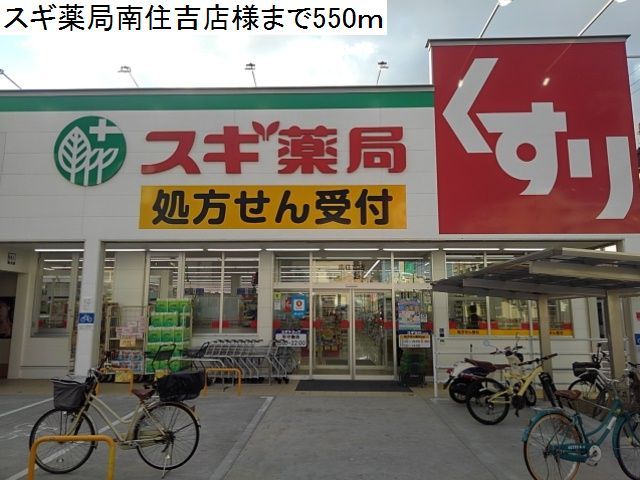 スギ薬局南住吉店様まで550ｍ
スギ薬局
くすり
処方せん受付